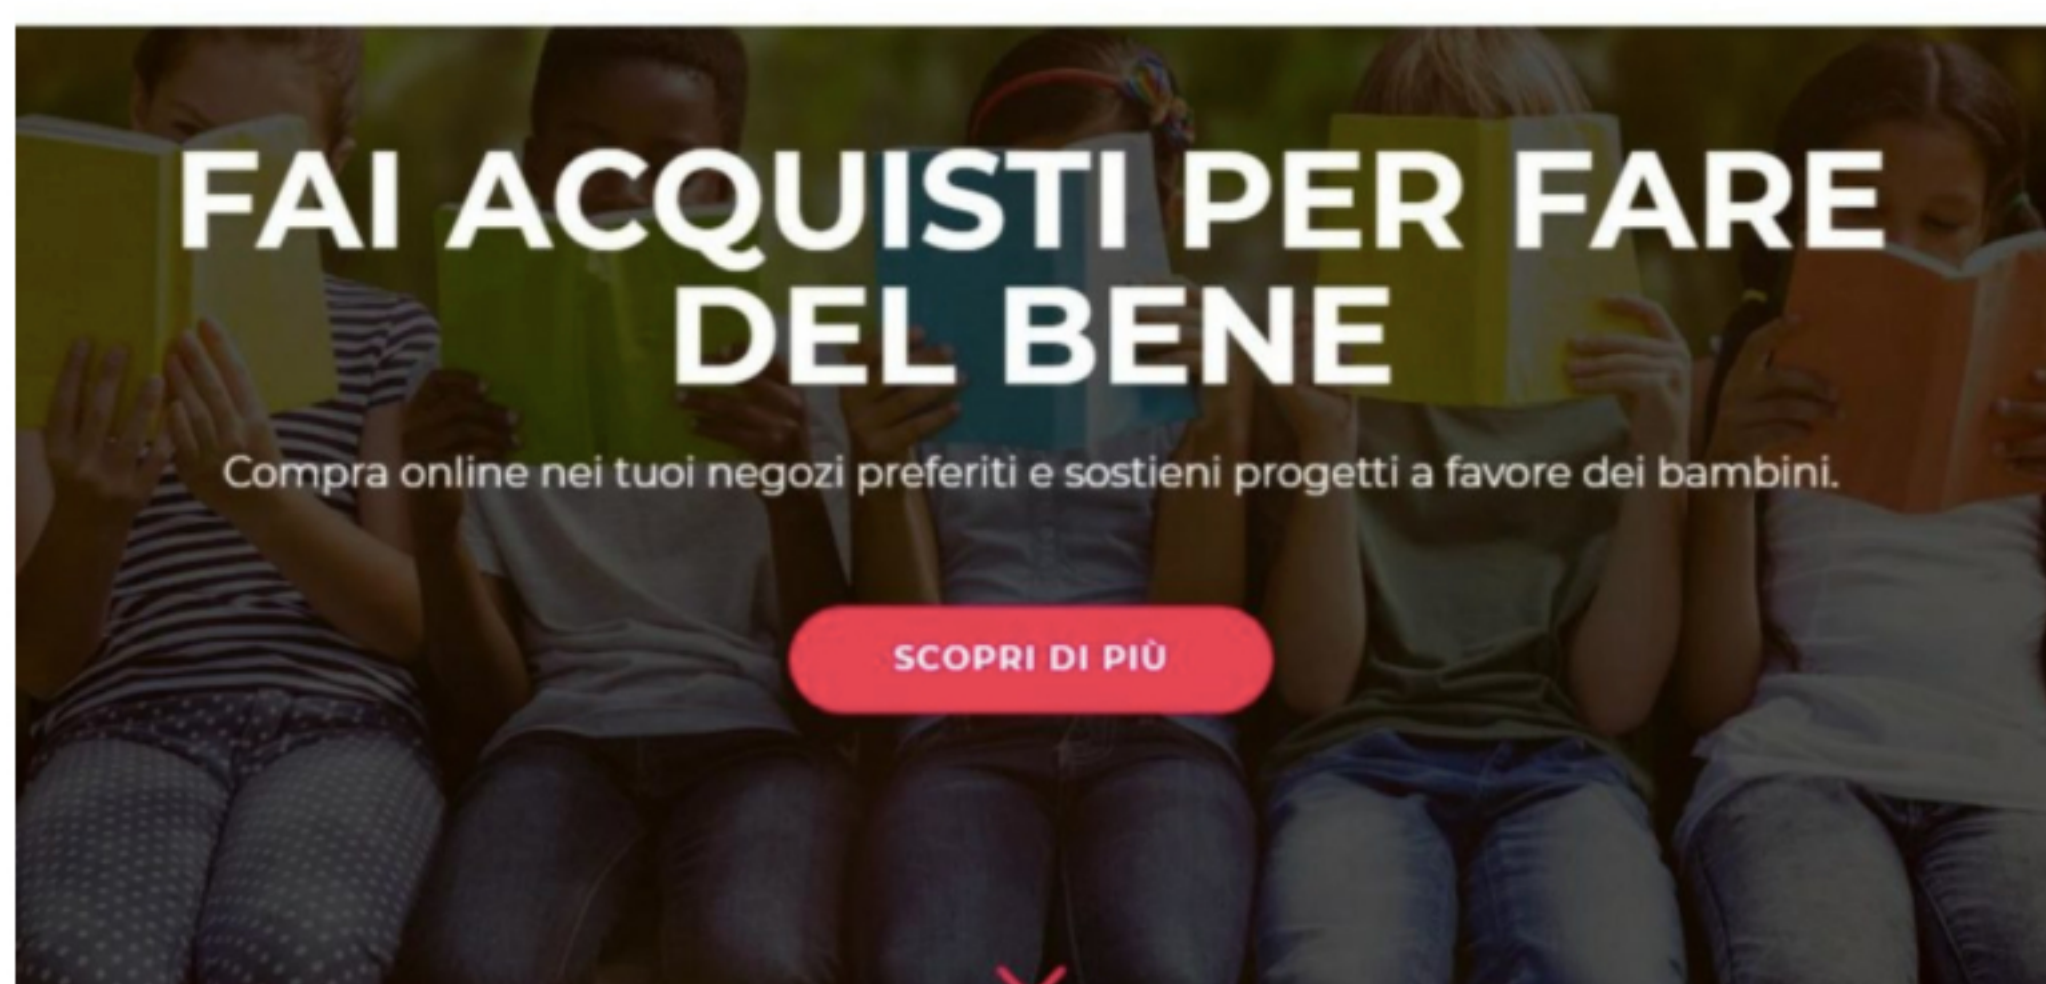 FAI ACQUISTI PER FARE
DEL BENE
Compra online nei tuoi negozi preferiti e sostieni progetti a favore dei bambini.
SCOPRI DI PIÙ